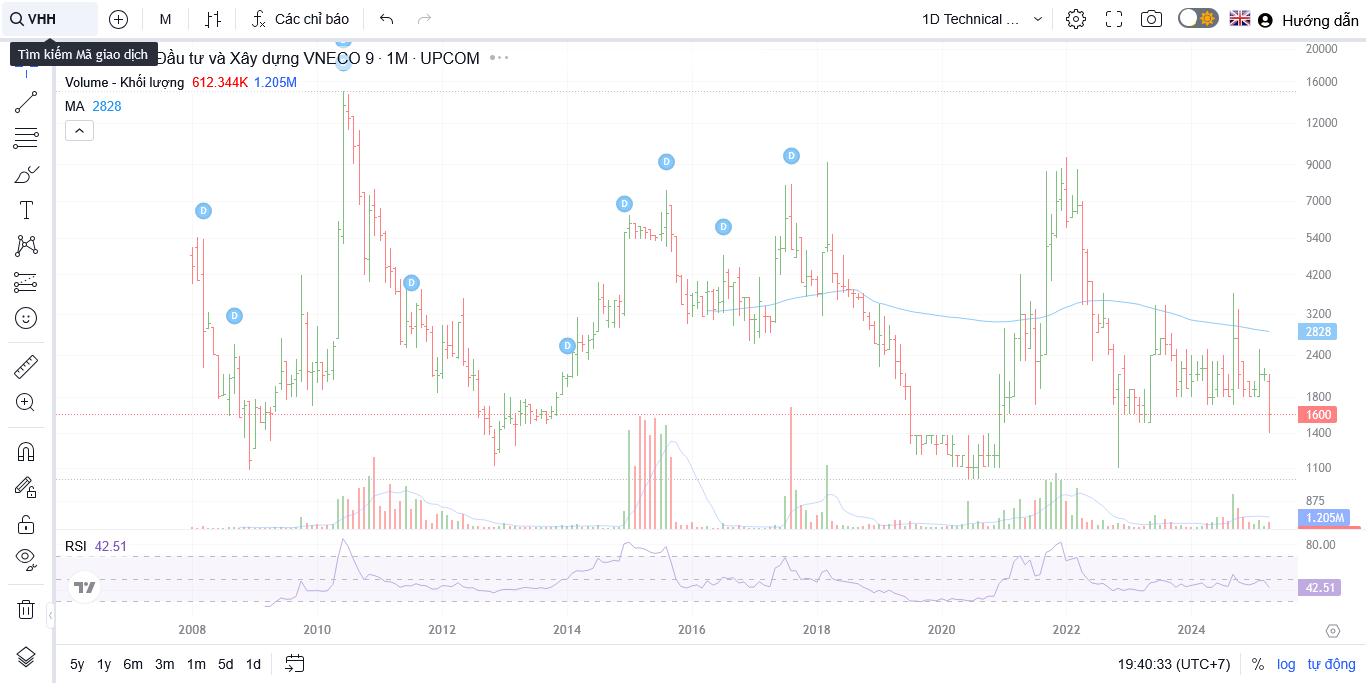 VHH
M
Các chỉ báo
1D Technical ...
Hướng dẫn
Tìm kiếm Mã giao dịch
Đầu tư và Xây dựng VNECO 9 · 1M · UPCOM
Volume - Khối lượng 612.344K 1.205M
MA 2828
D
D
D
D
D
D
D
D
20000
16000
12000
9000
7000
5400
4200
3200
2828
2400
1800
1600
1400
1100
875
1.205M
RSI 42.51
80.00
42.51
2008 2010 2012 2014 2016 2018 2020 2022 2024
5y 1y 6m 3m 1m 5d 1d
19:40:33 (UTC+7) % log tự động